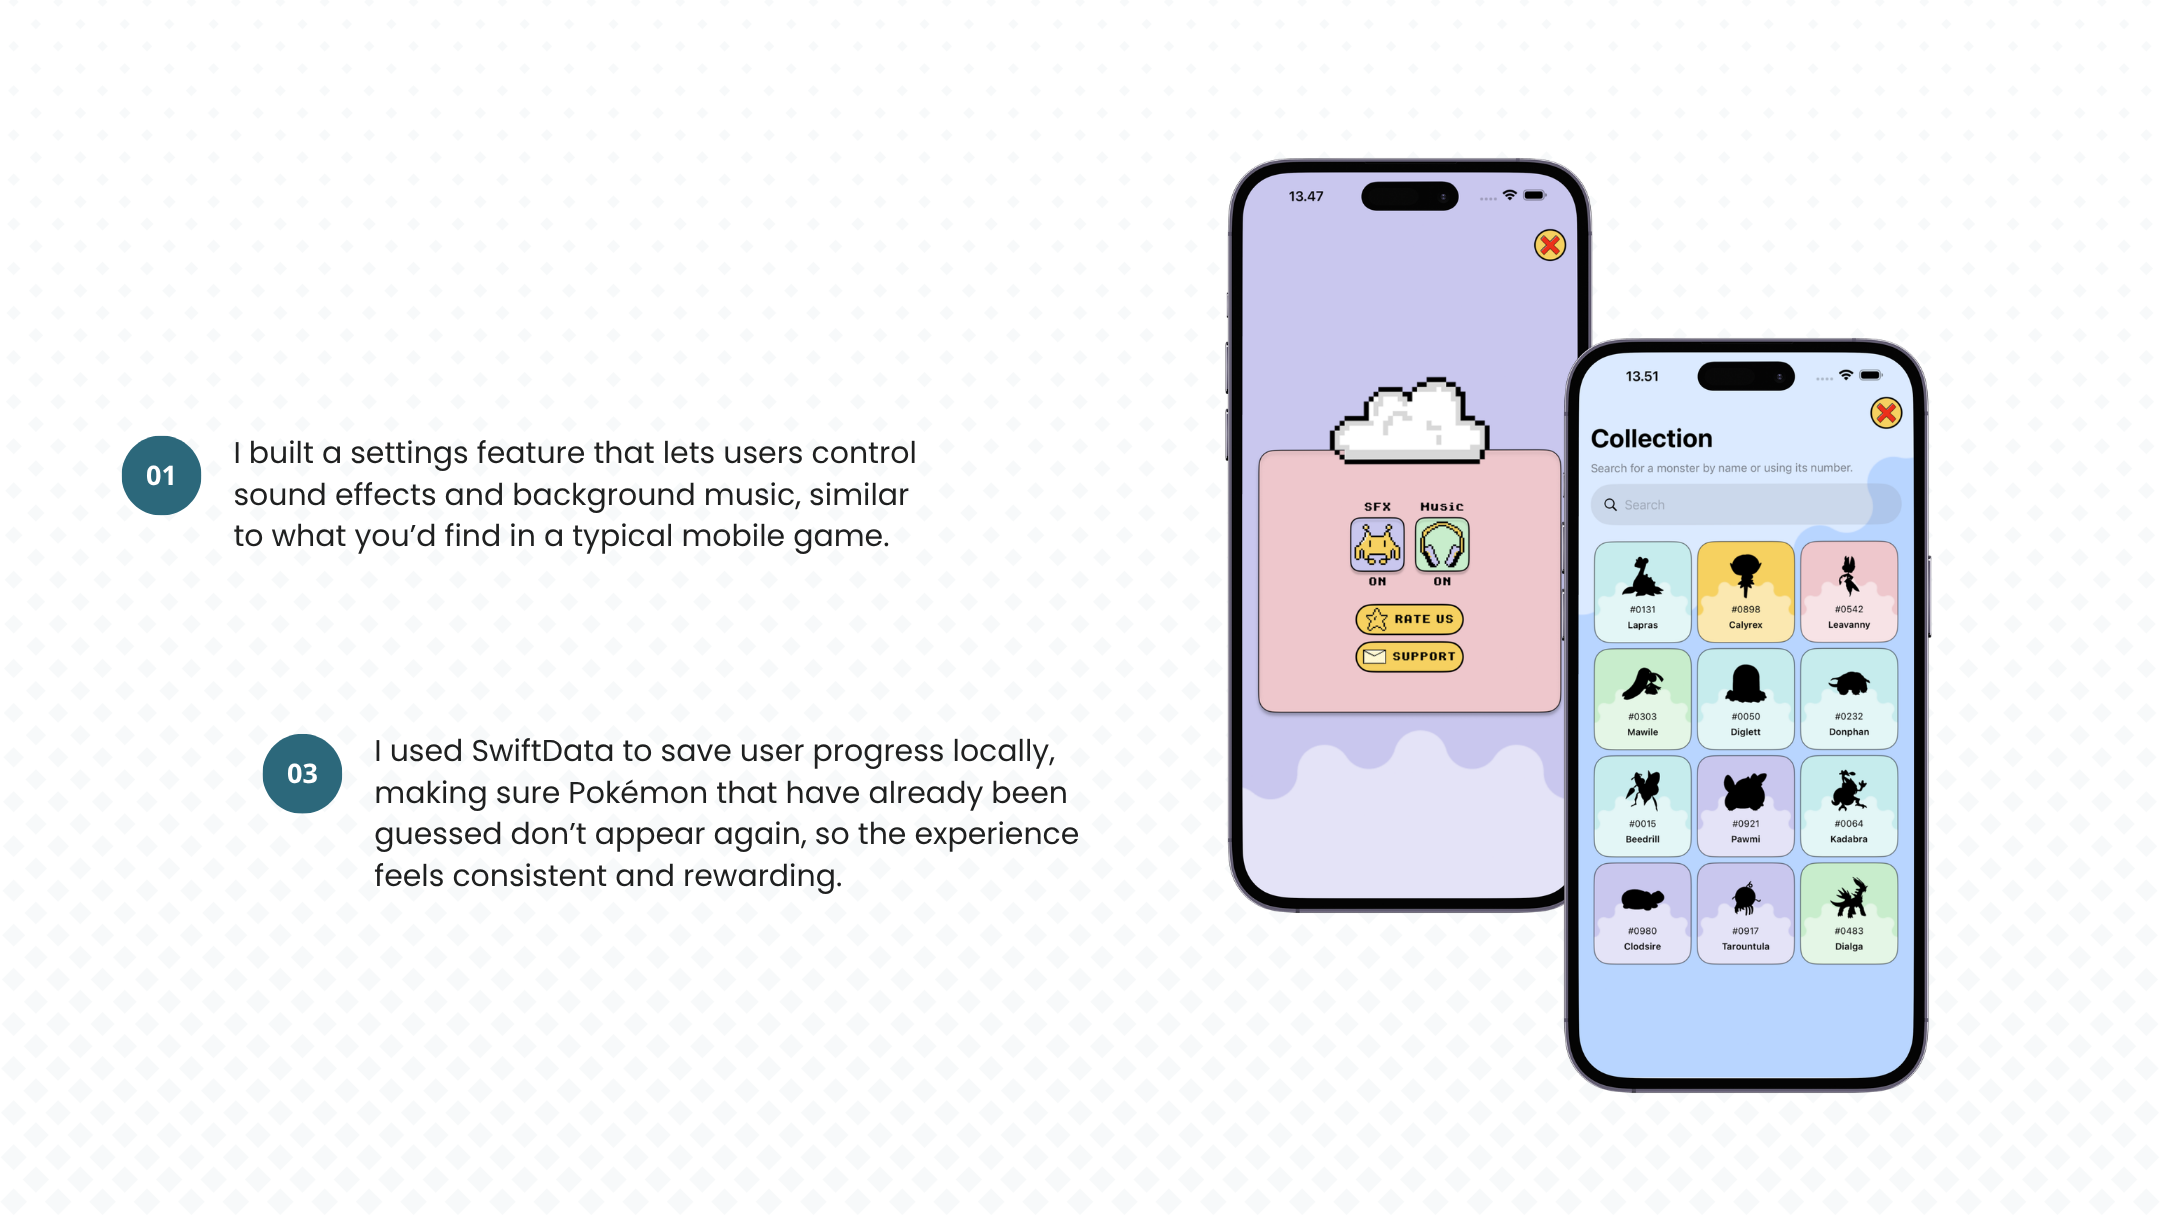 01
I built a settings feature that lets users control
sound effects and background music, similar
to what you’d find in a typical mobile game.
03
I used SwiftData to save user progress locally,
making sure Pokémon that have already been
guessed don’t appear again, so the experience
feels consistent and rewarding.
13.47
SFX Music
ON ON
RATE US
SUPPORT
13.51
Collection
Search for a monster by name or using its number.
Search
#0131 #0898 #0542
Lapras Calyrex Leavanny
#0303 #0050 #0232
Mawile Diglett Donphan
#0015 #0921 #0064
Beedrill Pawmi Kadabra
#0980 #0917 #0483
Clodsire Tarountula Dialga